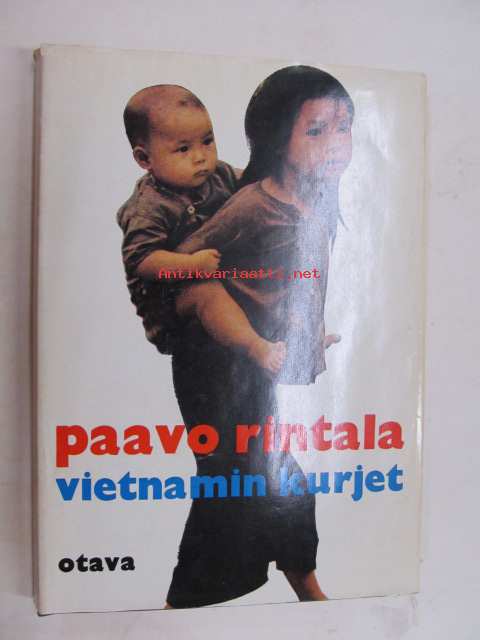 Antikvariaatti.net
paavo rintala
vietnamin kurjet
otava